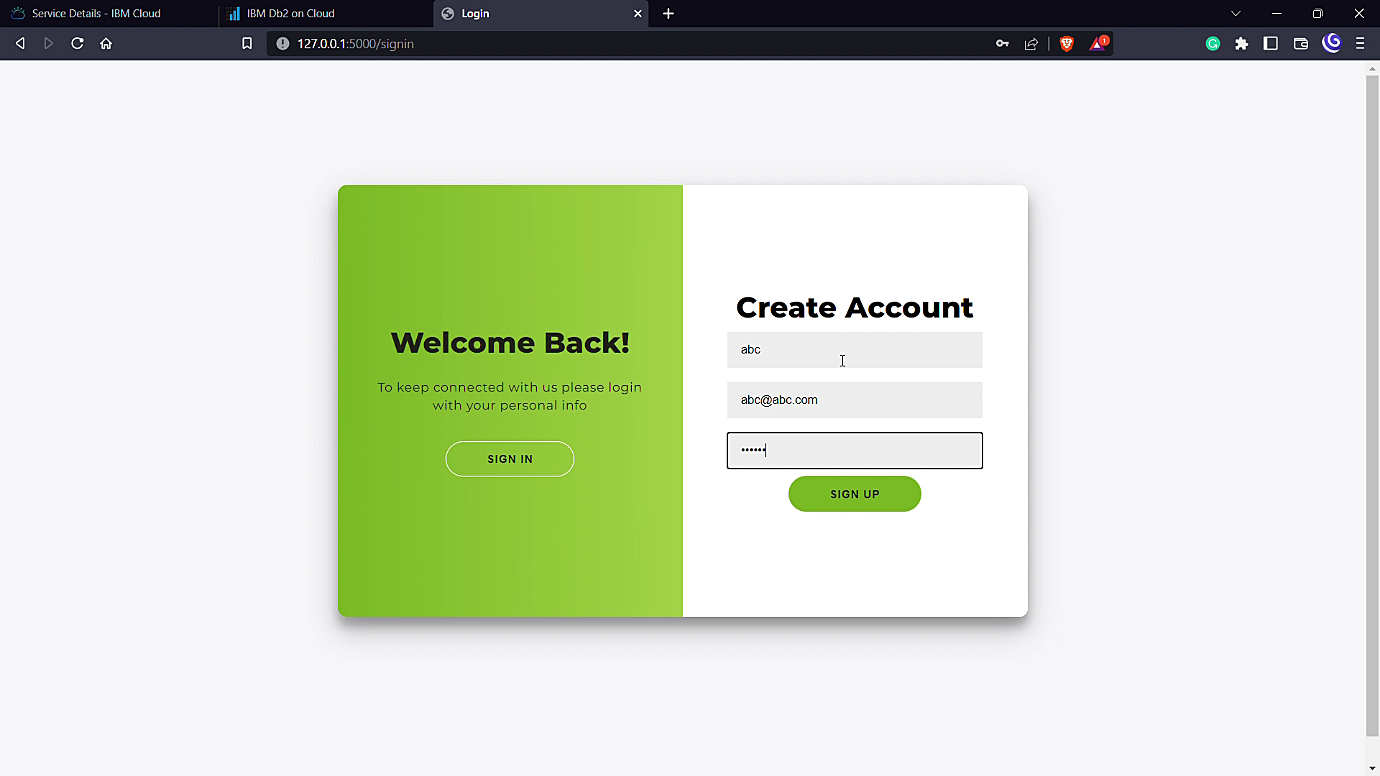 Service Details - IBM Cloud
IBM Db2 on Cloud
Login
127.0.0.1:5000/signin
1
Welcome Back!
To keep connected with us please login
with your personal info
SIGN IN
Create Account
abc
abc@abc.com
••••••
SIGN UP